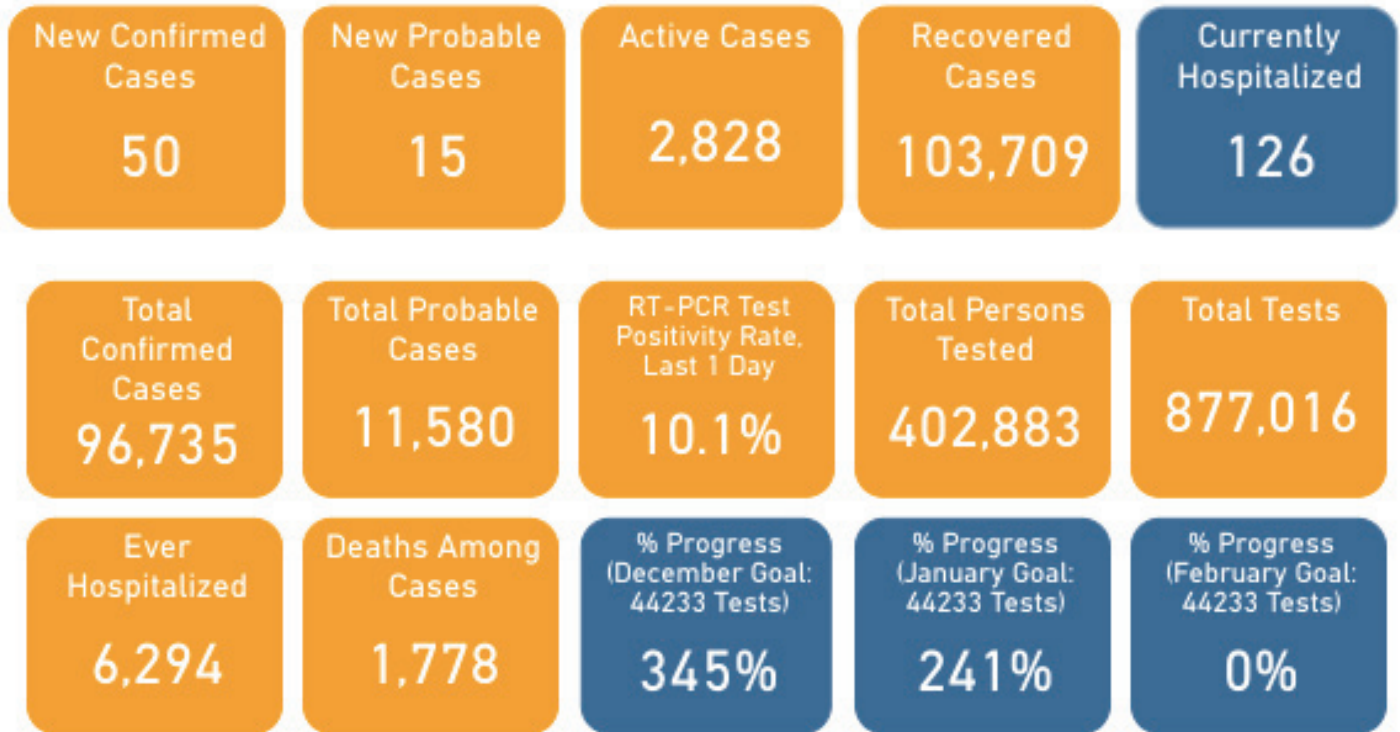 New Confirmed
Cases
50
New Probable
Cases
15
Active Cases
2,828
Recovered
Cases
103,709
Currently
Hospitalized
126
Total
Confirmed
Cases
96,735
Total Probable
Cases
11,580
RT-PCR Test
Positivity Rate,
Last 1 Day
10.1%
Total Persons
Tested
402,883
Total Tests
877,016
Ever
Hospitalized
6,294
Deaths Among
Cases
1,778
% Progress
(December Goal:
44233 Tests)
345%
% Progress
(January Goal:
44233 Tests)
241%
% Progress
(February Goal:
44233 Tests)
0%